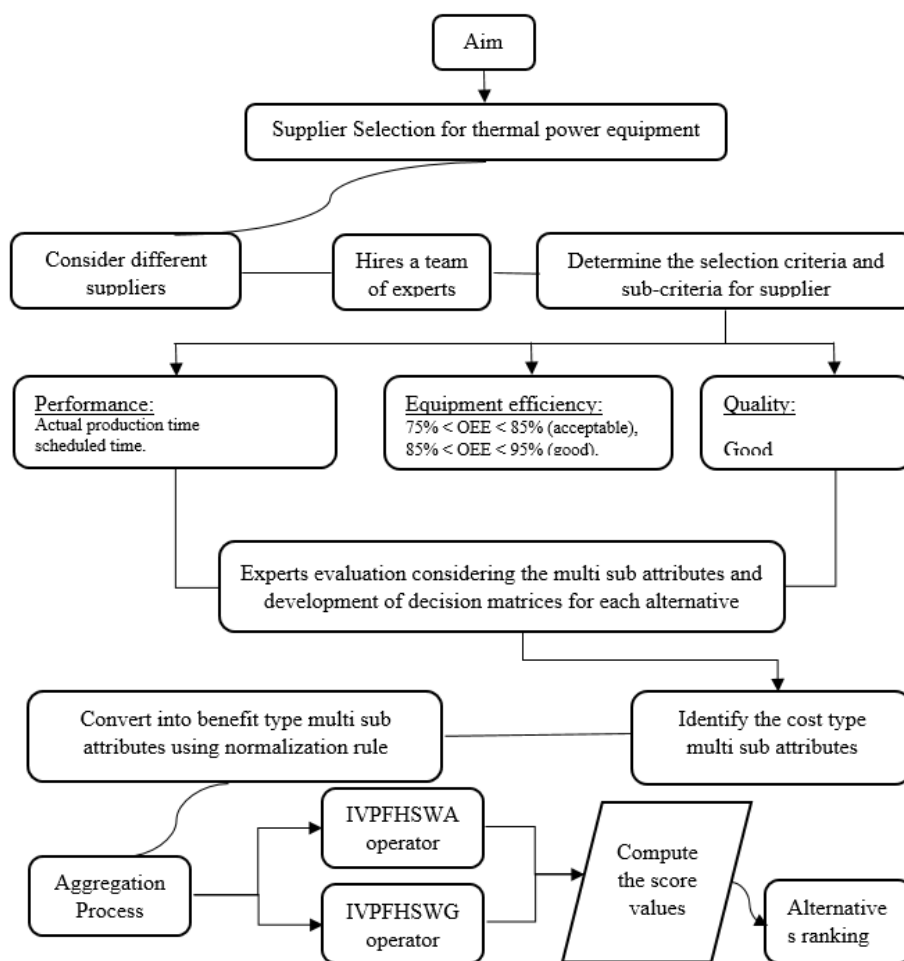 Aim
Supplier Selection for thermal power equipment
Consider different
suppliers
Hires a team
of experts
Determine the selection criteria and
sub-criteria for supplier
Performance:
Actual production time
scheduled time.
Equipment efficiency:
75% < OEE < 85% (acceptable),
85% < OEE < 95% (good).
Quality:
Good
Experts evaluation considering the multi sub attributes and
development of decision matrices for each alternative
Convert into benefit type multi sub
attributes using normalization rule
Identify the cost type
multi sub attributes
Aggregation
Process
IVPFHSWA
operator
IVPFHSWG
operator
Compute
the score
values
Alternative
s ranking